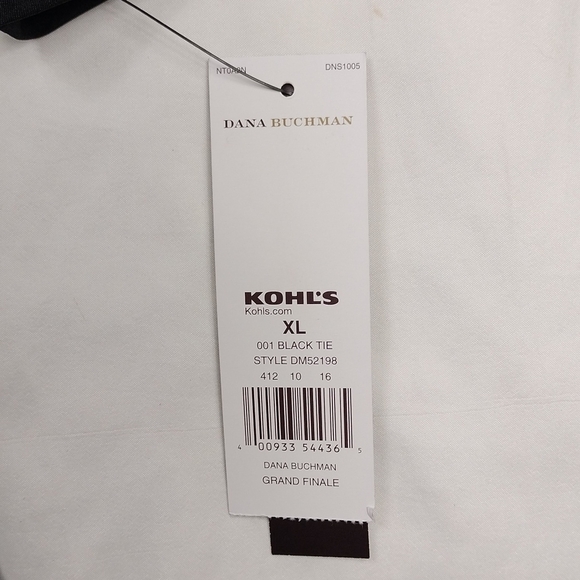 DNS1005
DANA BUCHMAN
KOHL'S
Kohls.com
XL
001 BLACK TIE
STYLE DM52198
412 10 16
4 00933 54436 5
DANA BUCHMAN
GRAND FINALE